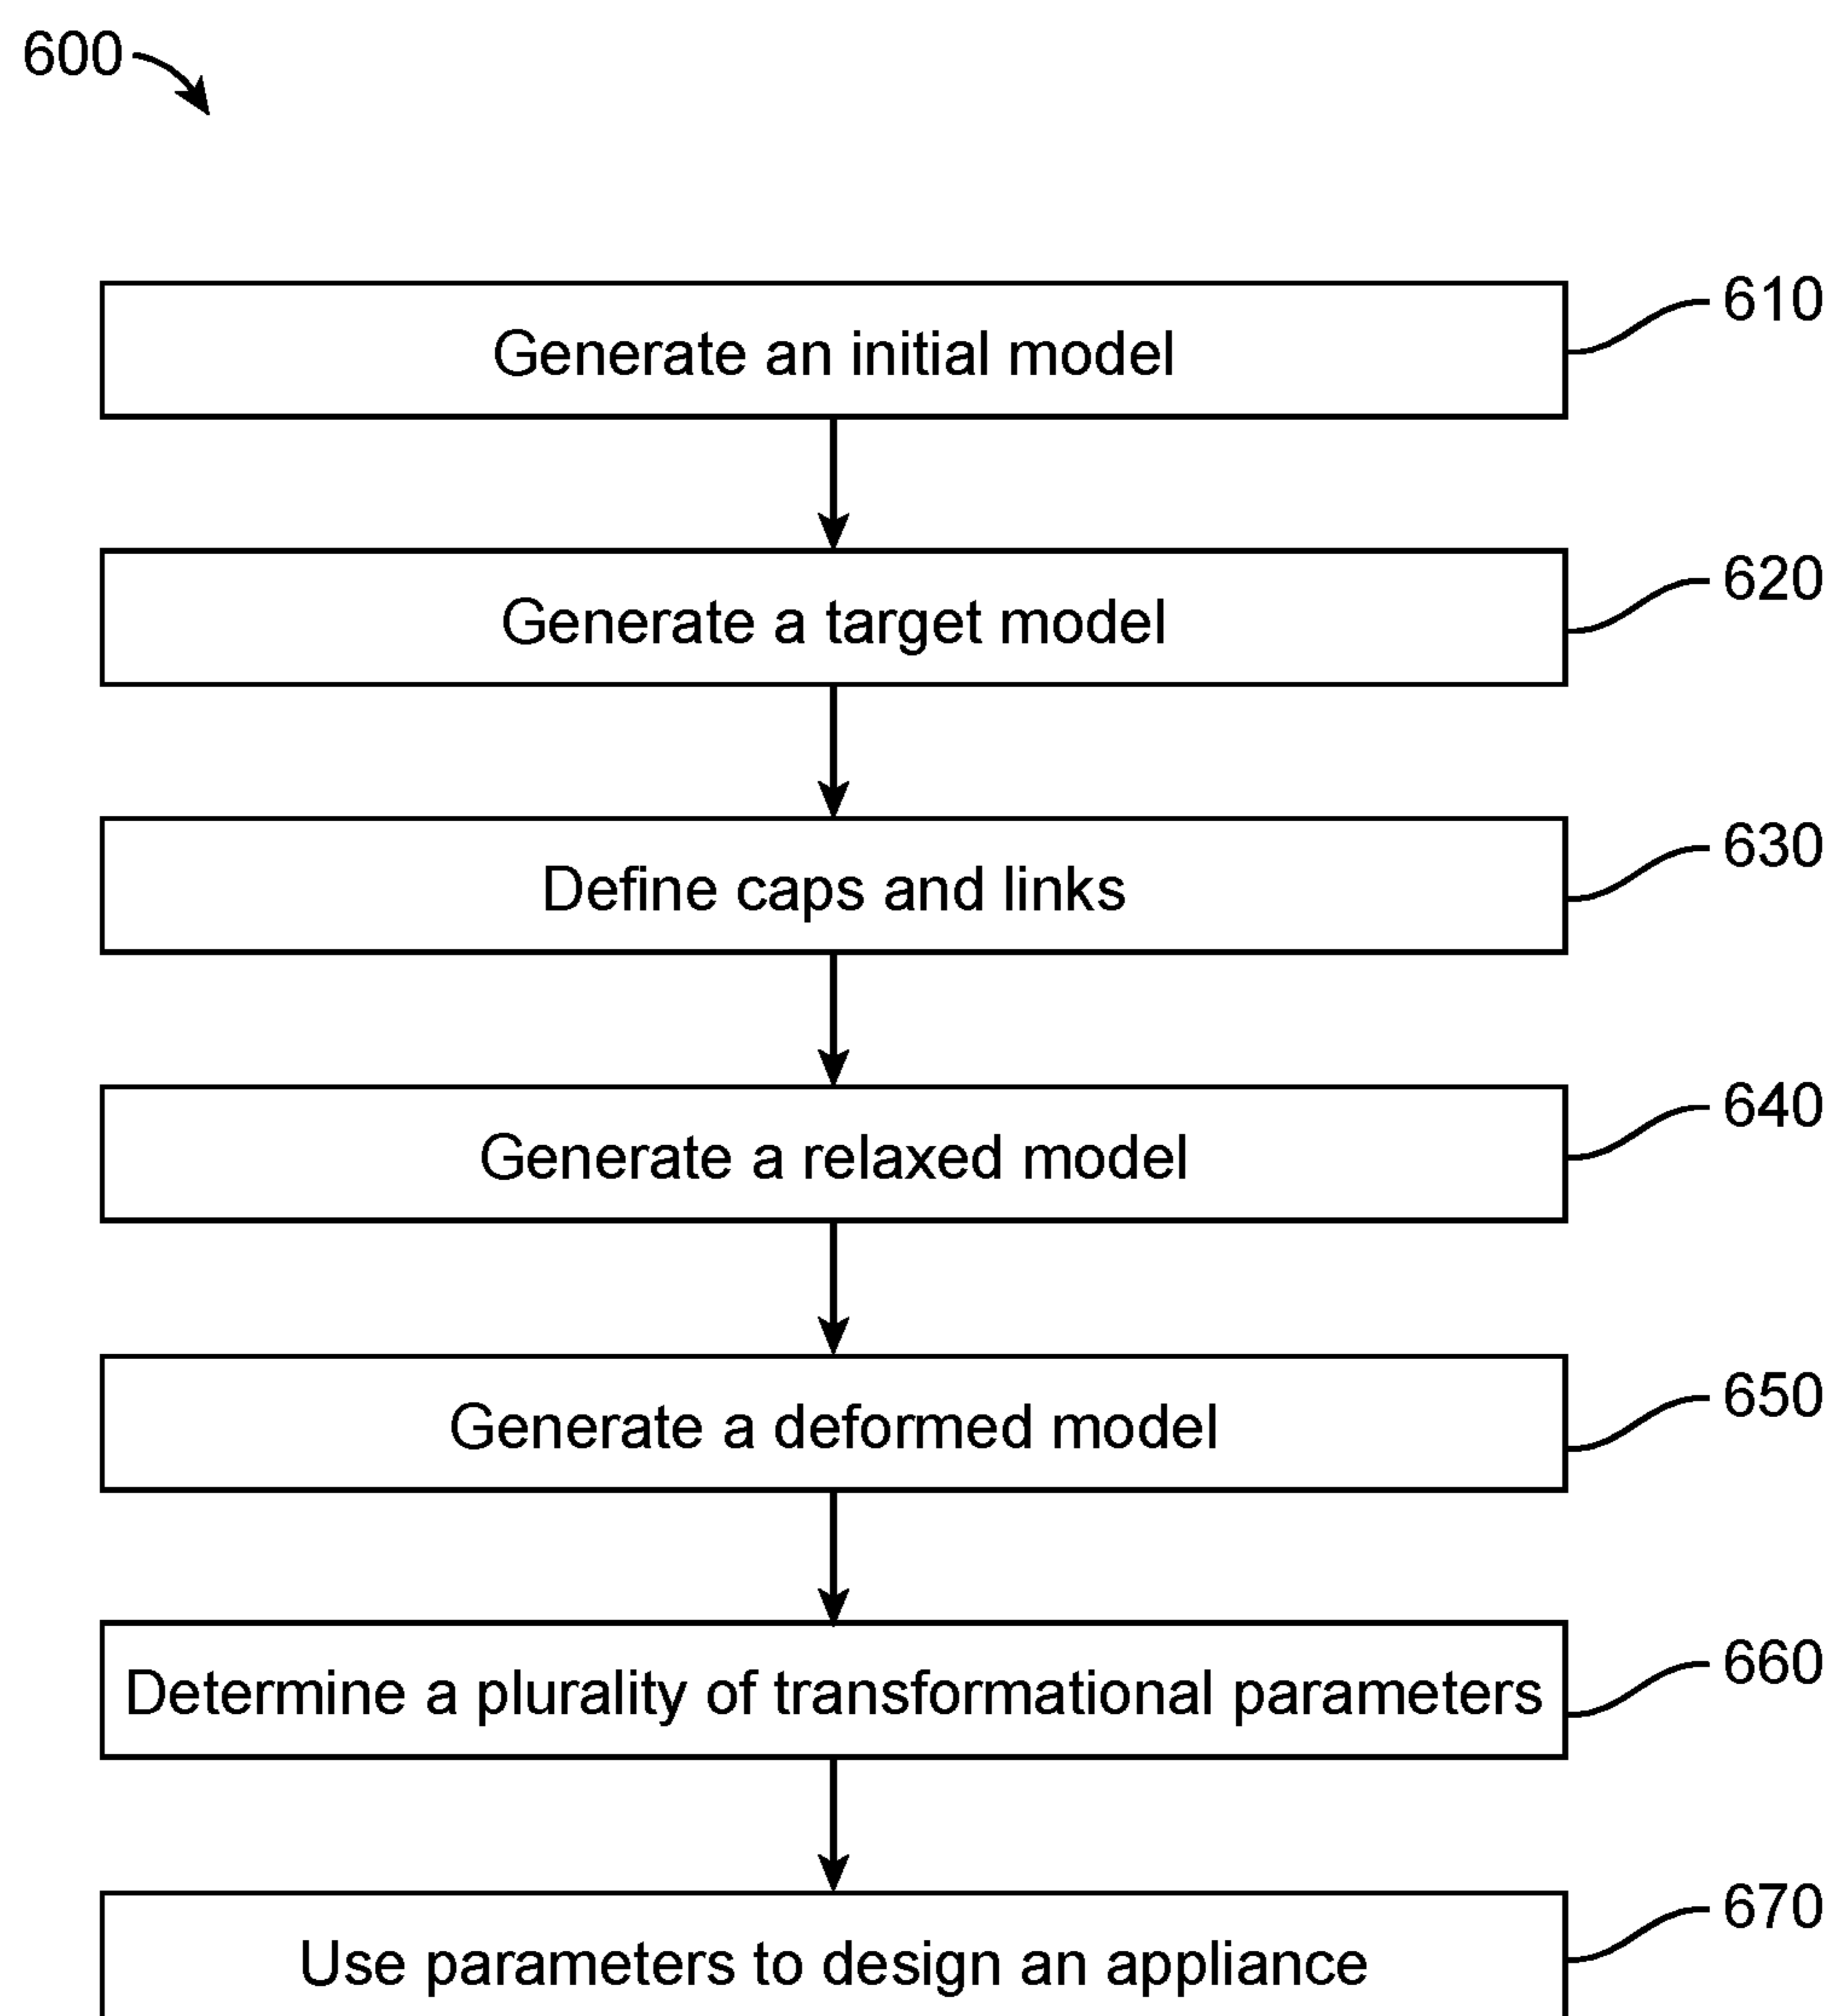 600
Generate an initial model
610
Generate a target model
620
Define caps and links
630
Generate a relaxed model
640
Generate a deformed model
650
Determine a plurality of transformational parameters
660
Use parameters to design an appliance
670